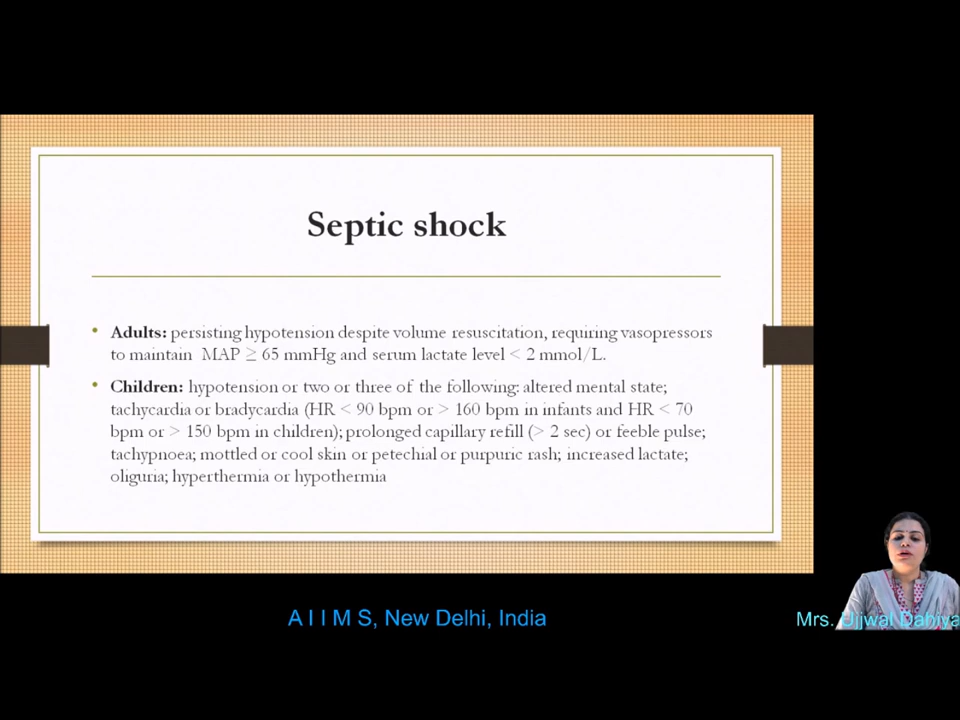 Septic shock
• Adults: persisting hypotension despite volume resuscitation, requiring vasopressors
to maintain MAP ≥ 65 mmHg and serum lactate level < 2 mmol/L.
• Children: hypotension or two or three of the following: altered mental state;
tachycardia or bradycardia (HR < 90 bpm or > 160 bpm in infants and HR < 70
bpm or > 150 bpm in children); prolonged capillary refill (> 2 sec) or feeble pulse;
tachypnoea; mottled or cool skin or petechial or purpuric rash; increased lactate;
oliguria; hyperthermia or hypothermia
A I I M S, New Delhi, India
Mrs. Ujjwal Dahiya